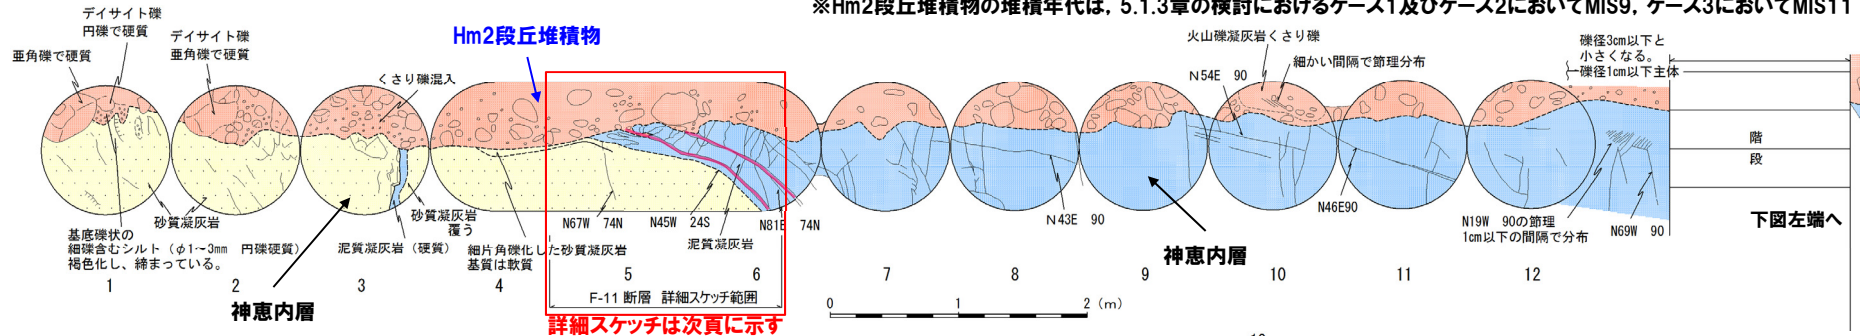 ※Hm2段丘堆積物の堆積年代は，5.1.3章の検討におけるケース1及びケース2においてMIS9，ケース3においてMIS11
デイサイト礫
円礫で硬質
亜角礫で硬質
デイサイト礫
亜角礫で硬質
くさり礫混入
Hm2段丘堆積物
火山礫凝灰岩くさり礫
細かい間隔で節理分布
N54E 90
礫径3cm以下と
小さくなる。
礫径1cm以下主体
階
段
砂質凝灰岩
基底礫状の
細礫含むシルト（φ1～3mm 円礫硬質）
褐色化し、締まっている。
泥質凝灰岩（硬質）
砂質凝灰岩
覆う
細片角礫化した砂質凝灰岩
基質は軟質
N67W 74N
N45W 24S
N81E 74N
泥質凝灰岩
N43E 90
N46E90
N19W 90の節理
1cm以下の間隔で分布
N69W 90
下図左端へ
神恵内層
神恵内層
1
2
3
4
5
6
7
8
9
10
11
12
F-11 断層 詳細スケッチ範囲
詳細スケッチは次頁に示す
0
1
2（m）